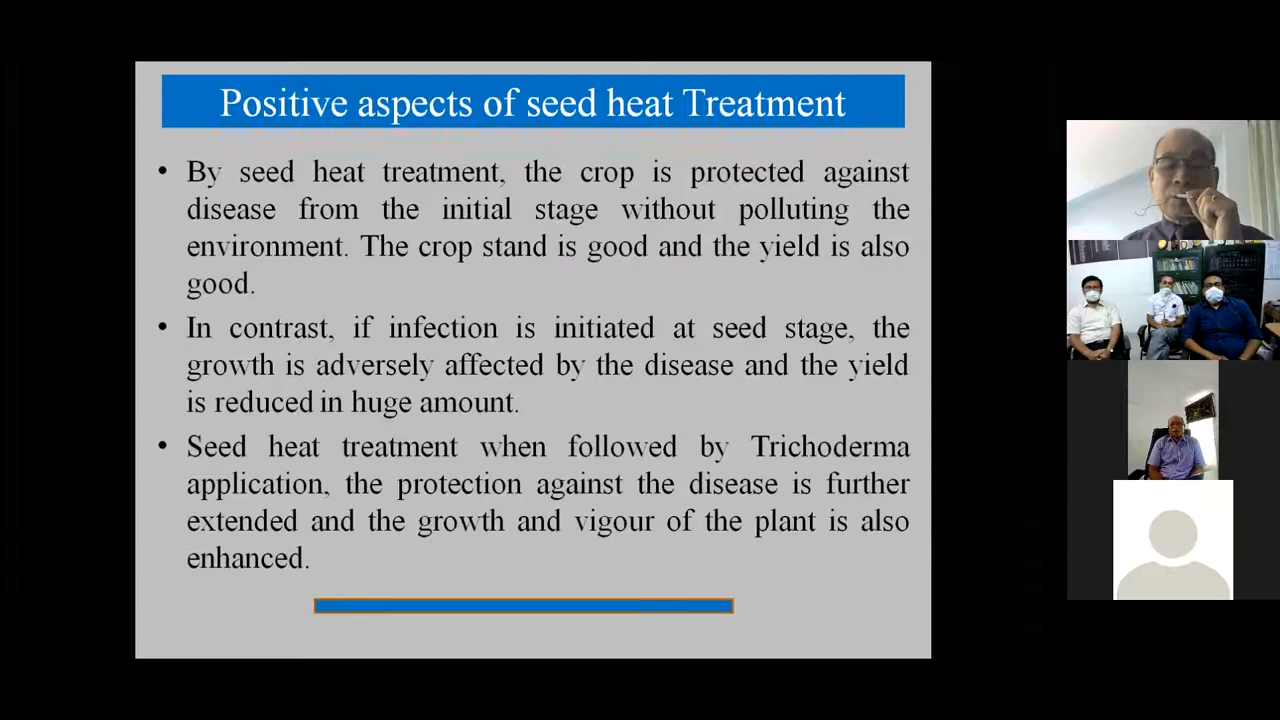 Positive aspects of seed heat Treatment
• By seed heat treatment, the crop is protected against
disease from the initial stage without polluting the
environment. The crop stand is good and the yield is also
good.
• In contrast, if infection is initiated at seed stage, the
growth is adversely affected by the disease and the yield
is reduced in huge amount.
• Seed heat treatment when followed by Trichoderma
application, the protection against the disease is further
extended and the growth and vigour of the plant is also
enhanced.